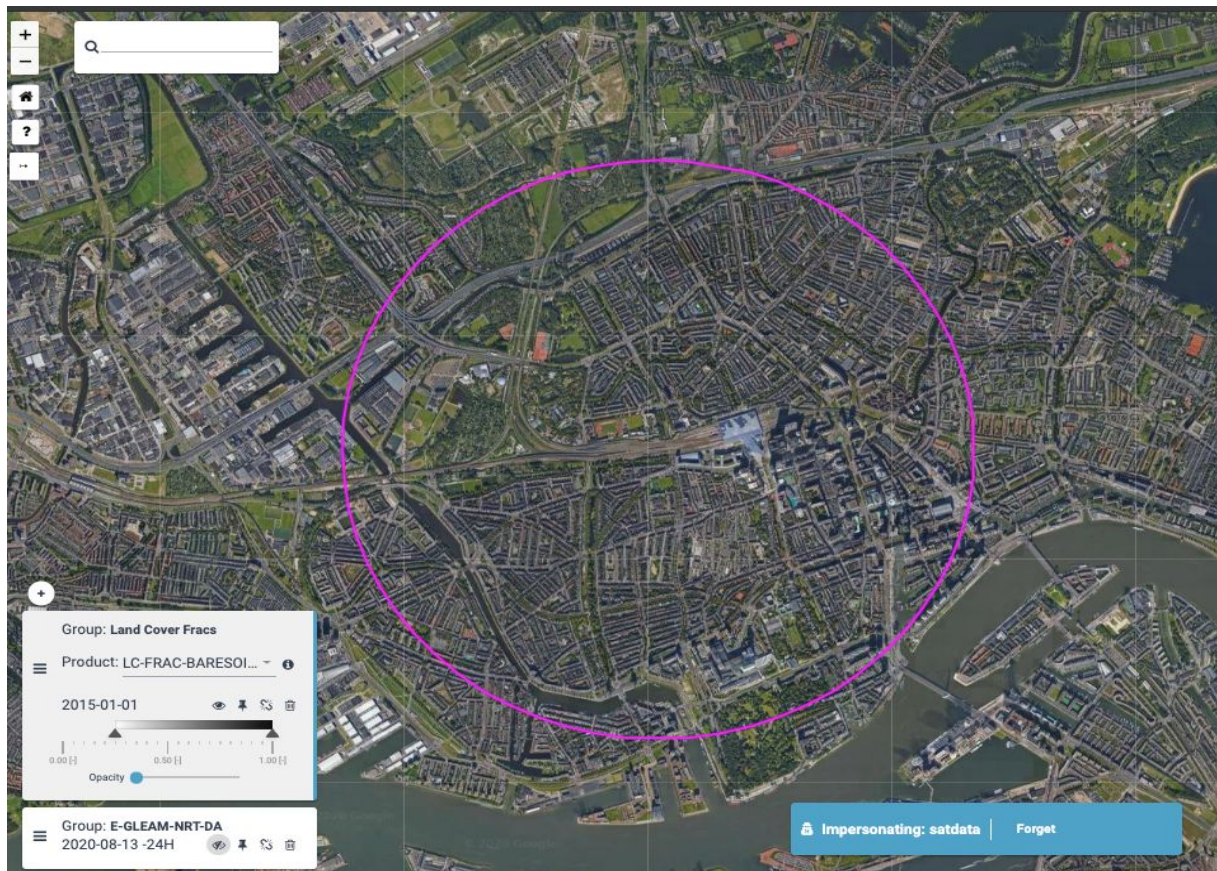 +
−
?
+
Group: Land Cover Fracs
Product: LC-FRAC-BARESOI...
2015-01-01
0.00 [-] 0.50 [-] 1.00 [-]
Opacity
Group: E-GLEAM-NRT-DA
2020-08-13 -24H
Impersonating: satdata | Forget